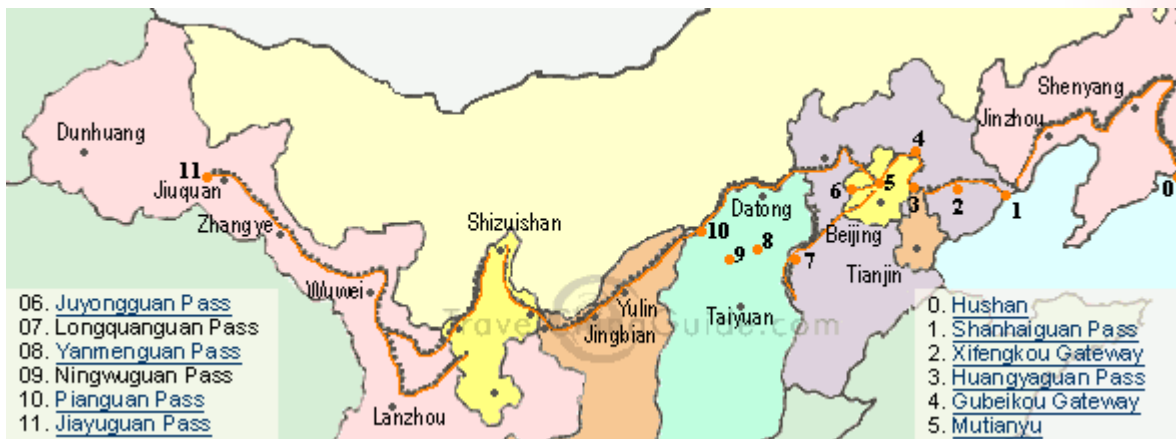 Dunhuang
11
Jiuquan
Zhangye
Wuwei
Lanzhou
Shizuishan
Yulin
Jingbian
10
Datong
9
8
Taiyuan
7
6
5
4
Beijing
Tianjin
3
2
1
Jinzhou
Shenyang
0
TravelChinaGuide.com
06. Juyongguan Pass
07. Longquanguan Pass
08. Yanmenguan Pass
09. Ningwuguan Pass
10. Pianguan Pass
11. Jiayuguan Pass
0. Hushan
1. Shanhaiguan Pass
2. Xifengkou Gateway
3. Huangyaguan Pass
4. Gubeikou Gateway
5. Mutianyu